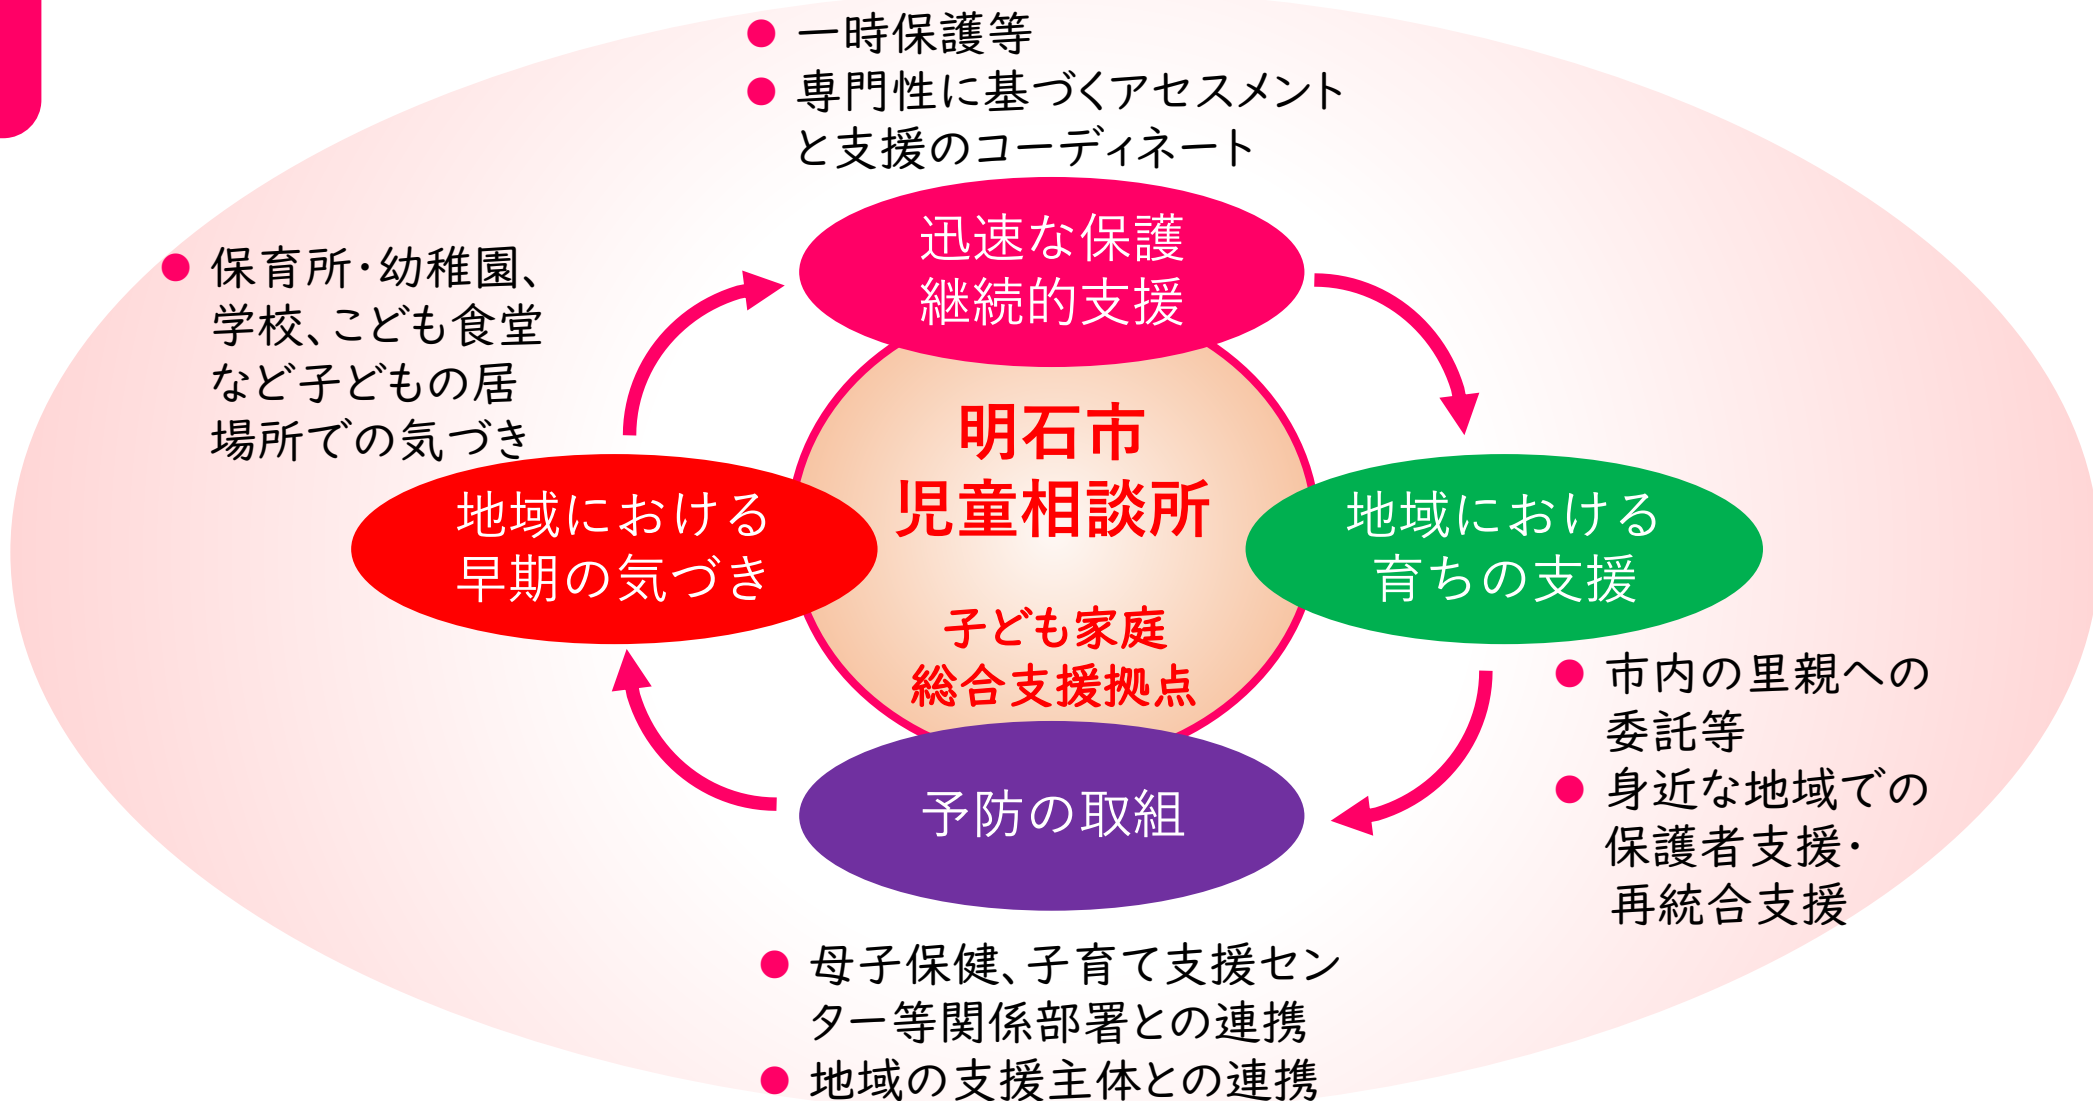 一時保護等
専門性に基づくアセスメント
と支援のコーディネート
迅速な保護
継続的支援
保育所・幼稚園、
学校、こども食堂
など子どもの居
場所での気づき
地域における
早期の気づき
明石市
児童相談所
子ども家庭
総合支援拠点
地域における
育ちの支援
市内の里親への
委託等
身近な地域での
保護者支援・
再統合支援
予防の取組
母子保健、子育て支援セン
ター等関係部署との連携
地域の支援主体との連携